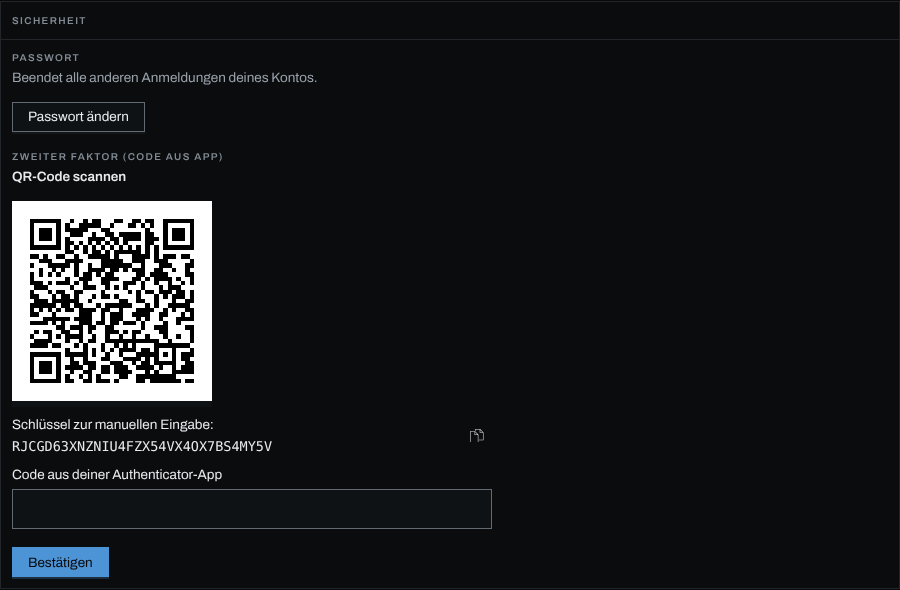 SICHERHEIT
PASSWORT
Beendet alle anderen Anmeldungen deines Kontos.
Passwort ändern
ZWEITER FAKTOR (CODE AUS APP)
QR-Code scannen
Schlüssel zur manuellen Eingabe:
RJCGD63XNZNIU4FZX54VX4OX7BS4MY5V
Code aus deiner Authenticator-App
Bestätigen